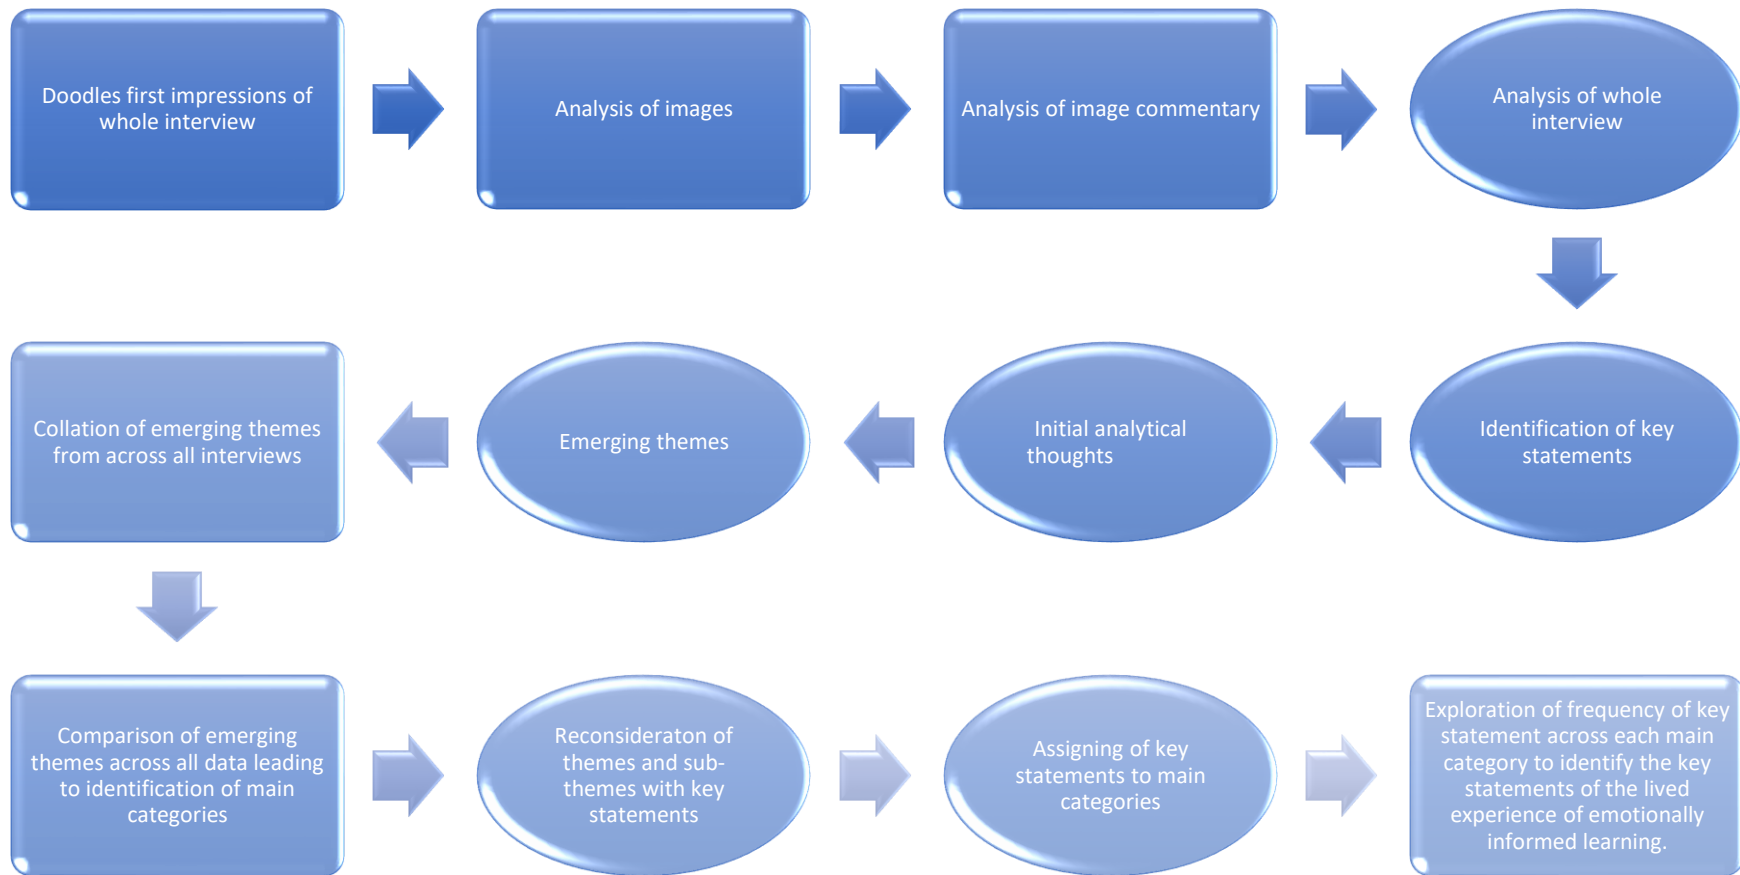 Doodles first impressions of
whole interview
Analysis of images
Analysis of image commentary
Analysis of whole
interview
Identification of key
statements
Initial analytical
thoughts
Emerging themes
Collation of emerging themes
from across all interviews
Comparison of emerging
themes across all data leading
to identification of main
categories
Reconsideraton of
themes and sub-
themes with key
statements
Assigning of key
statements to main
categories
Exploration of frequency of key
statement across each main
category to identify the key
statements of the lived
experience of emotionally
informed learning.